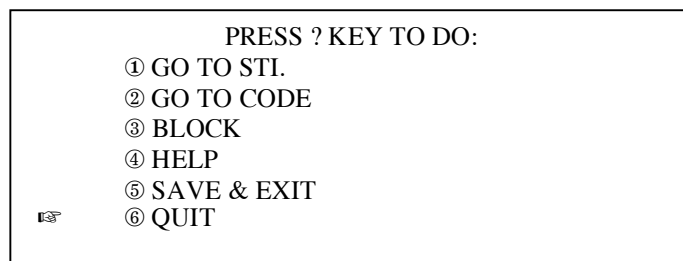 PRESS ? KEY TO DO:
① GO TO STI.
② GO TO CODE
③ BLOCK
④ HELP
⑤ SAVE & EXIT
☞ ⑥ QUIT